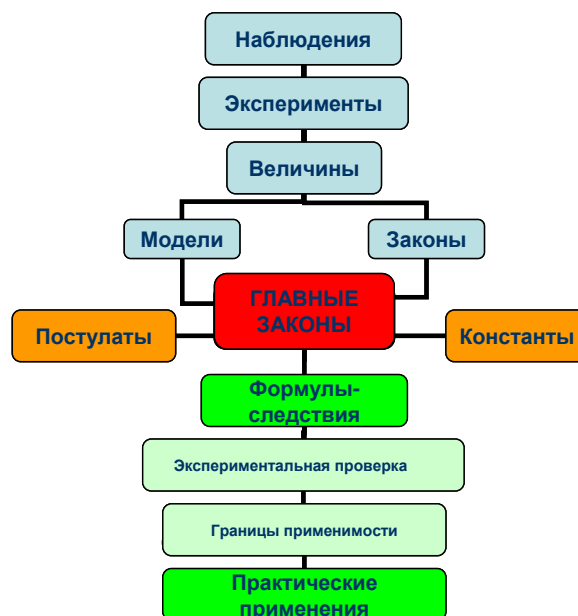 Наблюдения
Эксперименты
Величины
Модели
Законы
ГЛАВНЫЕ
ЗАКОНЫ
Постулаты
Константы
Формулы-
следствия
Экспериментальная проверка
Границы применимости
Практические
применения